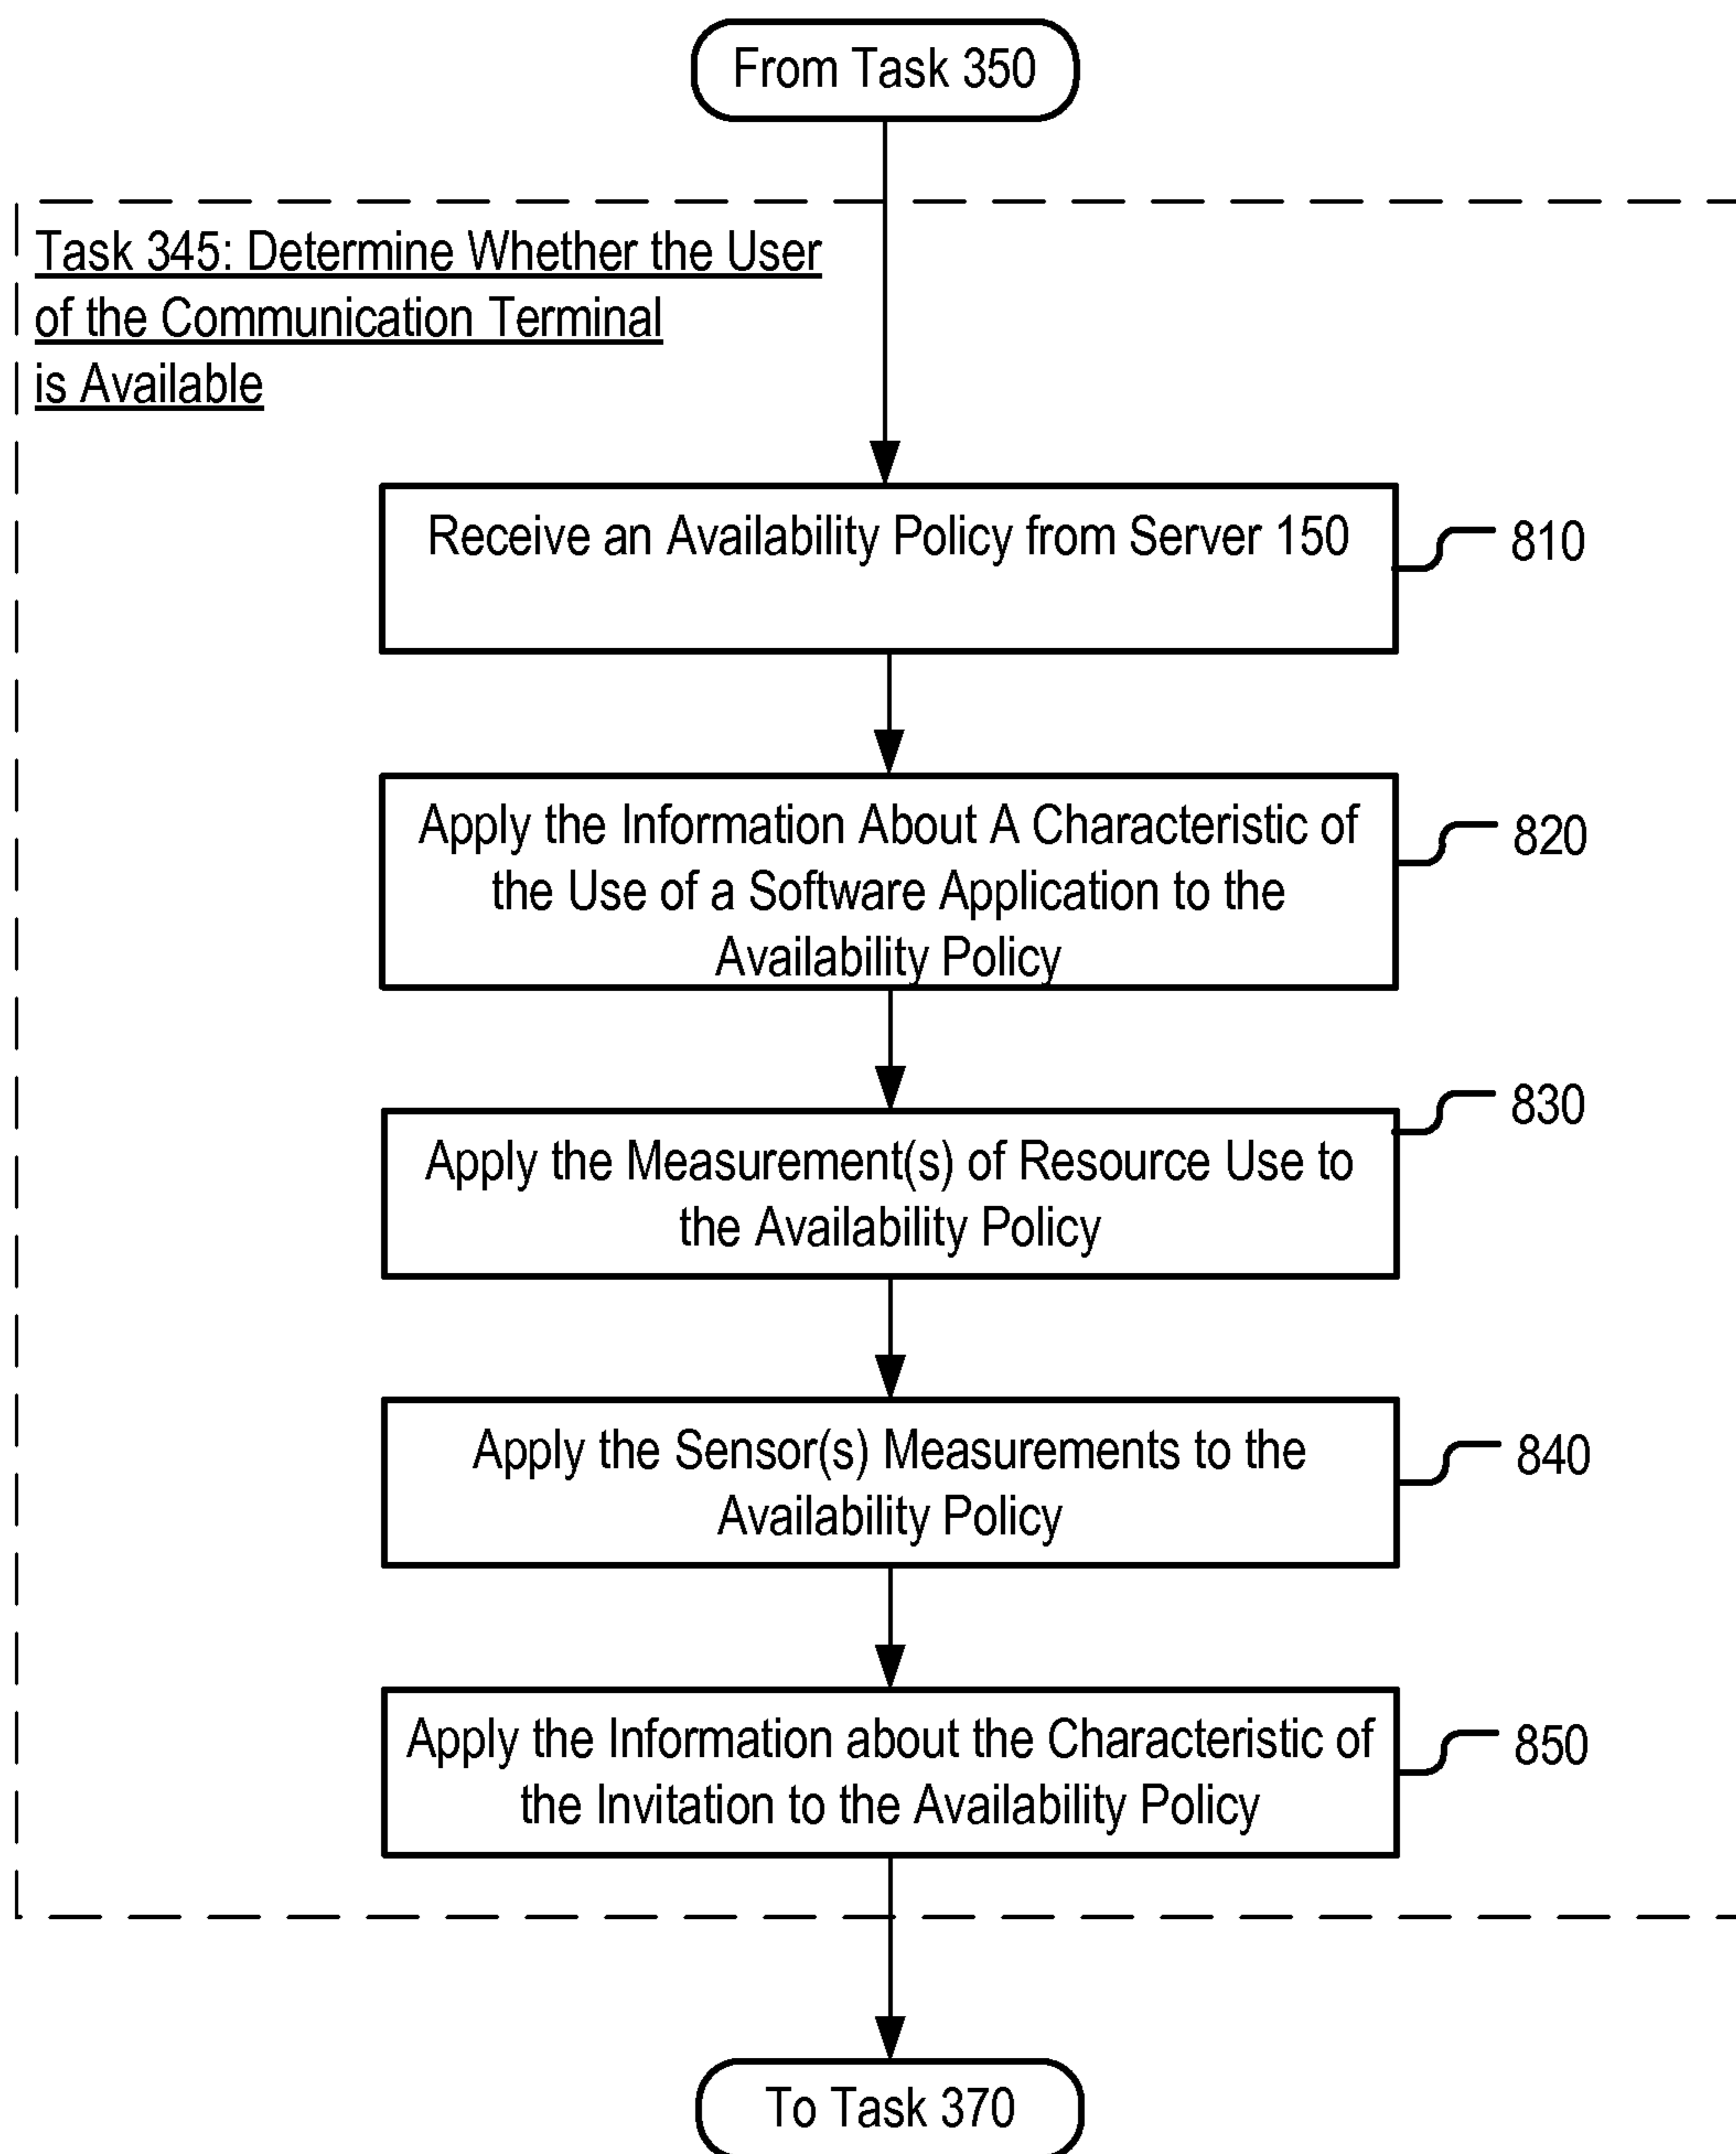 From Task 350
Task 345: Determine Whether the User
of the Communication Terminal
is Available
Receive an Availability Policy from Server 150
810
Apply the Information About A Characteristic of
the Use of a Software Application to the
Availability Policy
820
Apply the Measurement(s) of Resource Use to
the Availability Policy
830
Apply the Sensor(s) Measurements to the
Availability Policy
840
Apply the Information about the Characteristic of
the Invitation to the Availability Policy
850
To Task 370